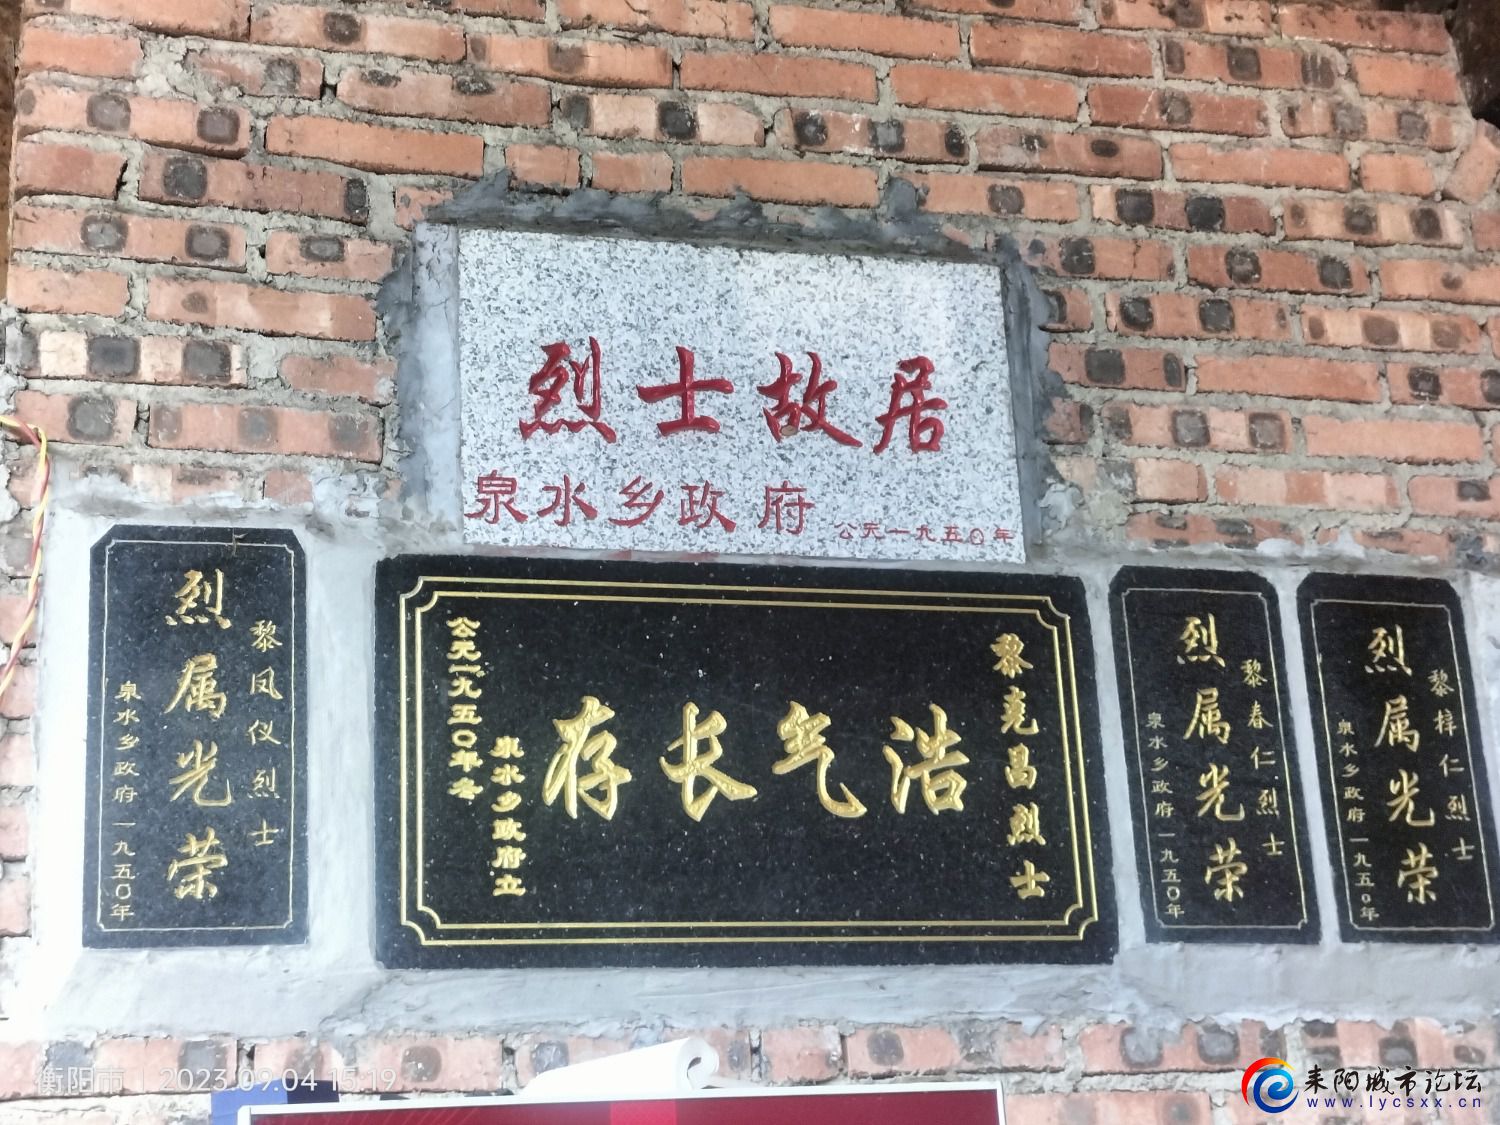 烈士故居
泉水乡政府 公元一九五〇年
黎凤仪烈士
烈属光荣
泉水乡政府一九五〇年
黎克昌烈士
浩气长存
泉水乡政府立
公元一九五〇年冬
黎春仁烈士
烈属光荣
泉水乡政府一九五〇年
黎梓仁烈士
烈属光荣
泉水乡政府一九五〇年
衡阳市 | 2023.09.04 15:19
耒阳城市论坛
www.lycsxx.cn